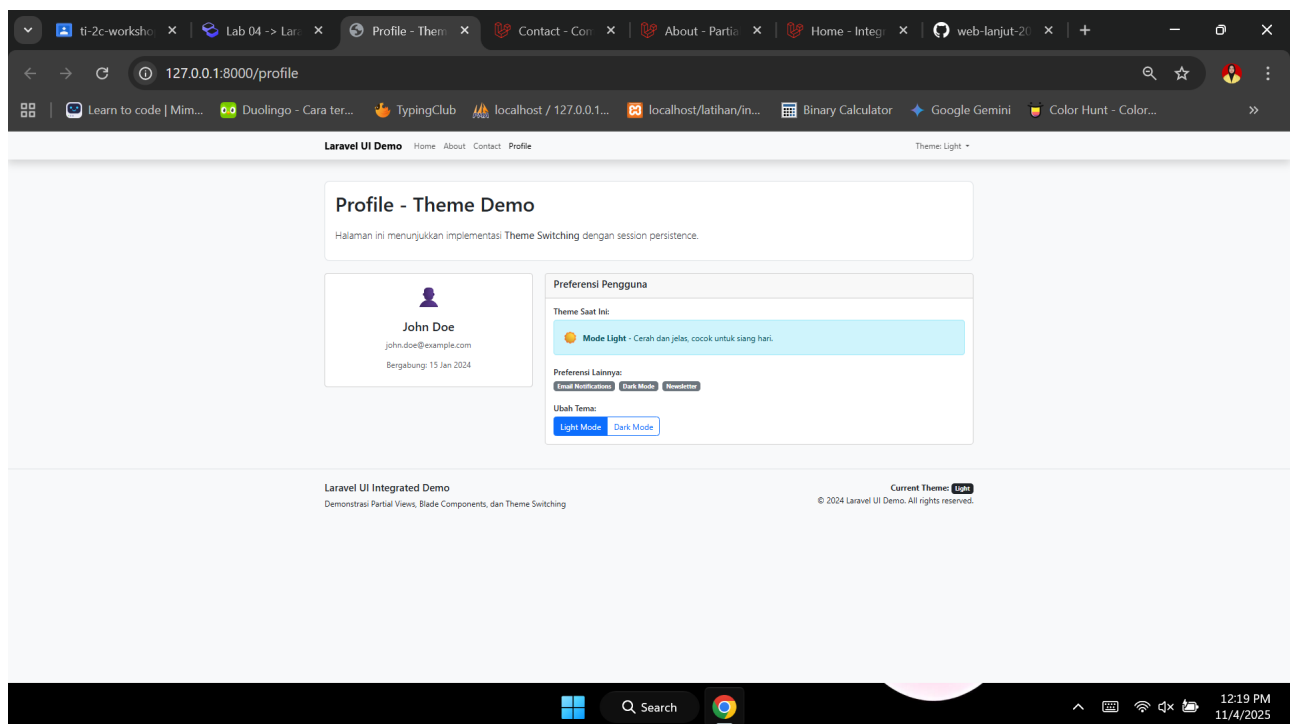 ti-2c-worksho
Lab 04 -> Lar
Profile - Them
Contact - Com
About - Partia
Home - Integr
web-lanjut-20
127.0.0.1:8000/profile
Learn to code | Mim...
Duolingo - Cara ter...
TypingClub
localhost / 127.0.0.1...
localhost/latihan/in...
Binary Calculator
Google Gemini
Color Hunt - Color...
Laravel UI Demo Home About Contact Profile Theme: Light
Profile - Theme Demo
Halaman ini menunjukkan implementasi Theme Switching dengan session persistence.
John Doe
john.doe@example.com
Bergabung: 15 Jan 2024
Preferensi Pengguna
Theme Saat Ini:
Mode Light - Cerah dan jelas, cocok untuk siang hari.
Preferensi Lainnya:
Email Notifications Dark Mode Newsletter
Ubah Tema:
Light Mode Dark Mode
Laravel UI Integrated Demo
Demonstrasi Partial Views, Blade Components, dan Theme Switching
Current Theme: Light
© 2024 Laravel UI Demo. All rights reserved.
Search
12:19 PM
11/4/2025